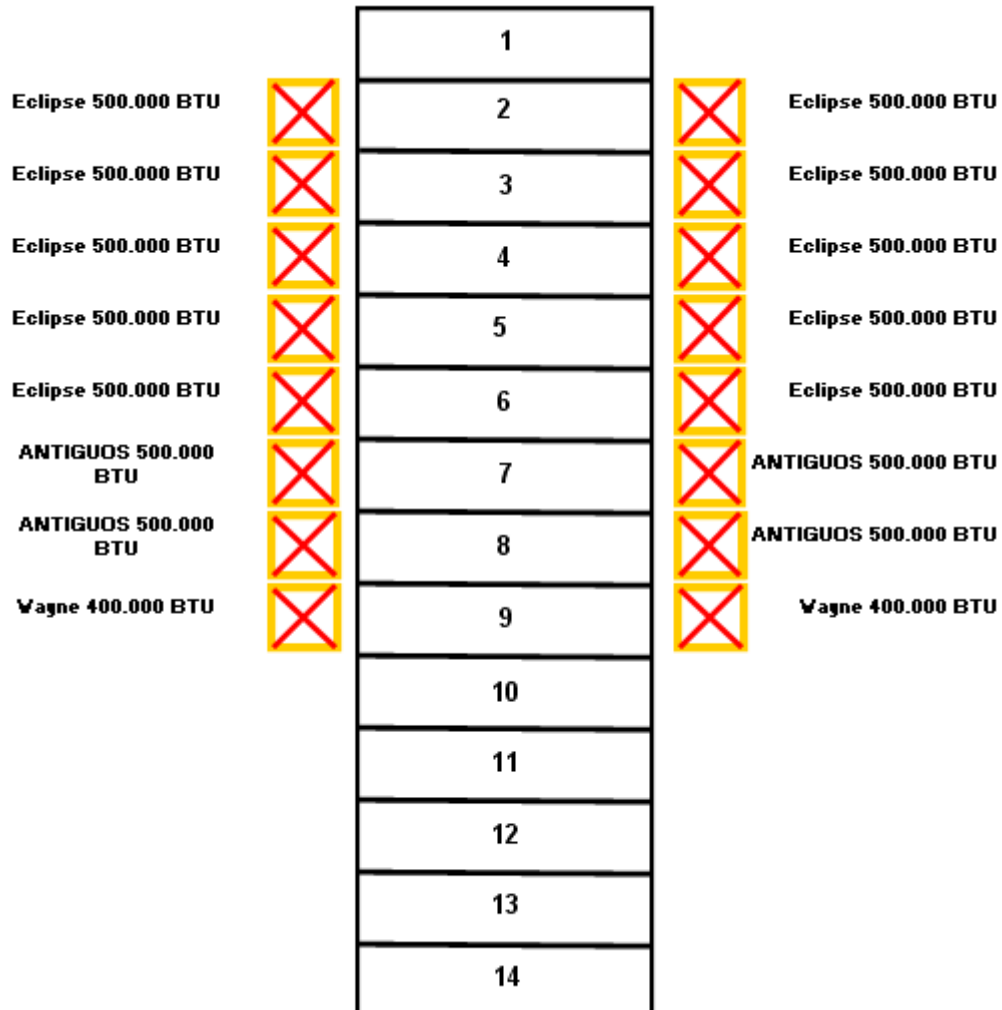 1
Eclipse 500.000 BTU
2
Eclipse 500.000 BTU
Eclipse 500.000 BTU
3
Eclipse 500.000 BTU
Eclipse 500.000 BTU
4
Eclipse 500.000 BTU
Eclipse 500.000 BTU
5
Eclipse 500.000 BTU
Eclipse 500.000 BTU
6
Eclipse 500.000 BTU
ANTIGUOS 500.000
BTU
7
ANTIGUOS 500.000 BTU
ANTIGUOS 500.000
BTU
8
ANTIGUOS 500.000 BTU
Wayne 400.000 BTU
9
Wayne 400.000 BTU
10
11
12
13
14